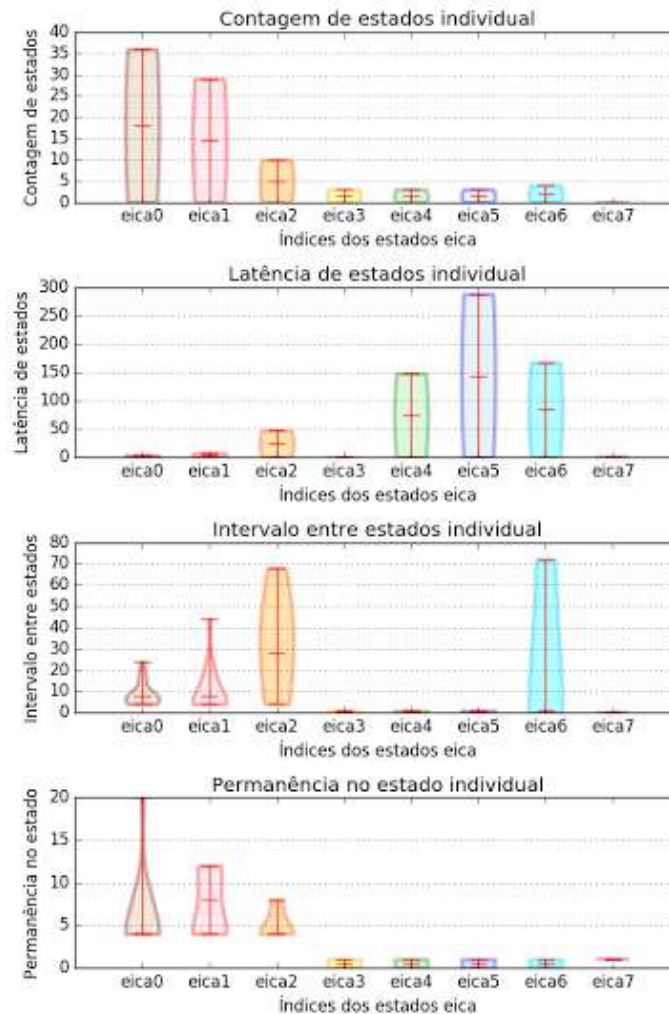 Contagem de estados individual
Contagem de estados
40
35
30
25
20
15
10
5
0
eica0 eica1 eica2 eica3 eica4 eica5 eica6 eica7
Índices dos estados eica
Latência de estados individual
Latência de estados
300
250
200
150
100
50
0
eica0 eica1 eica2 eica3 eica4 eica5 eica6 eica7
Índices dos estados eica
Intervalo entre estados individual
Intervalo entre estados
80
70
60
50
40
30
20
10
0
eica0 eica1 eica2 eica3 eica4 eica5 eica6 eica7
Índices dos estados eica
Permanência no estado individual
Permanência no estado
20
15
10
5
0
eica0 eica1 eica2 eica3 eica4 eica5 eica6 eica7
Índices dos estados eica